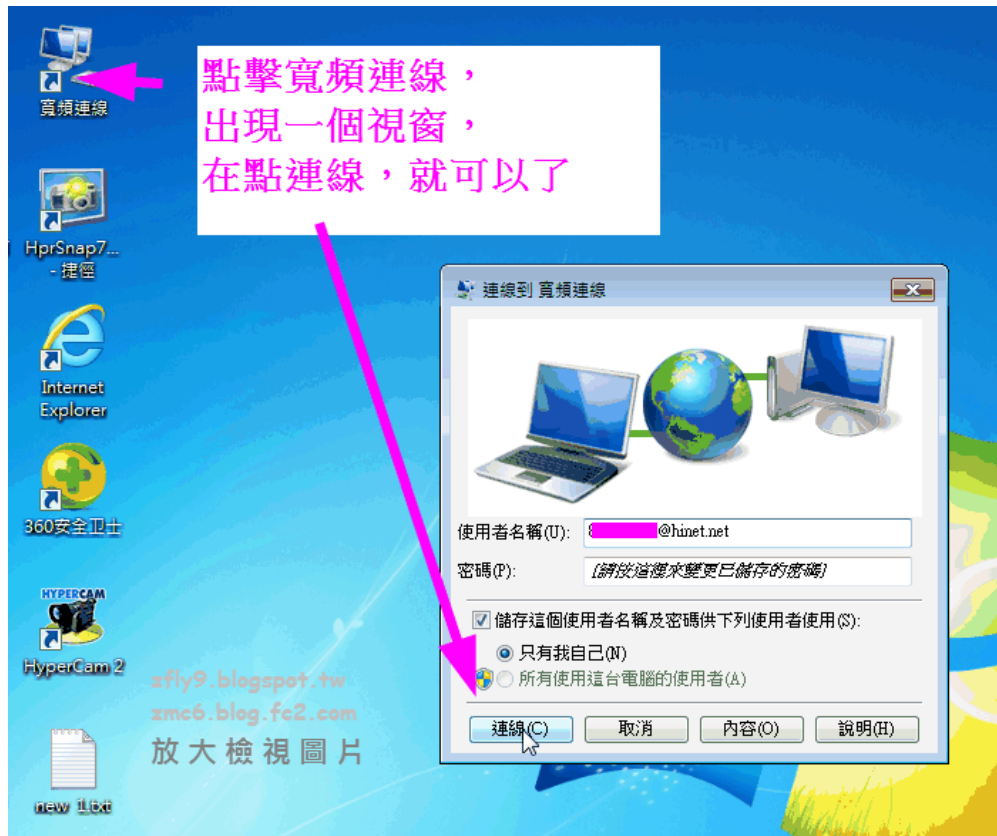 寬頻連線
點擊寬頻連線，
出現一個視窗，
在點連線，就可以了
HprSnap7...
- 捷徑
Internet
Explorer
360安全卫士
HYPERCAM
HyperCam 2
new 1.txt
連線到 寬頻連線
使用者名稱(U):
8 @hinet.net
密碼(P):
[請按這裡來變更已儲存的密碼]
儲存這個使用者名稱及密碼供下列使用者使用(S):
只有我自己(N)
所有使用這台電腦的使用者(A)
連線(C)
取消
內容(O)
說明(H)
zfly9.blogspot.tw
zmc6.blog.fc2.com
放大檢視圖片